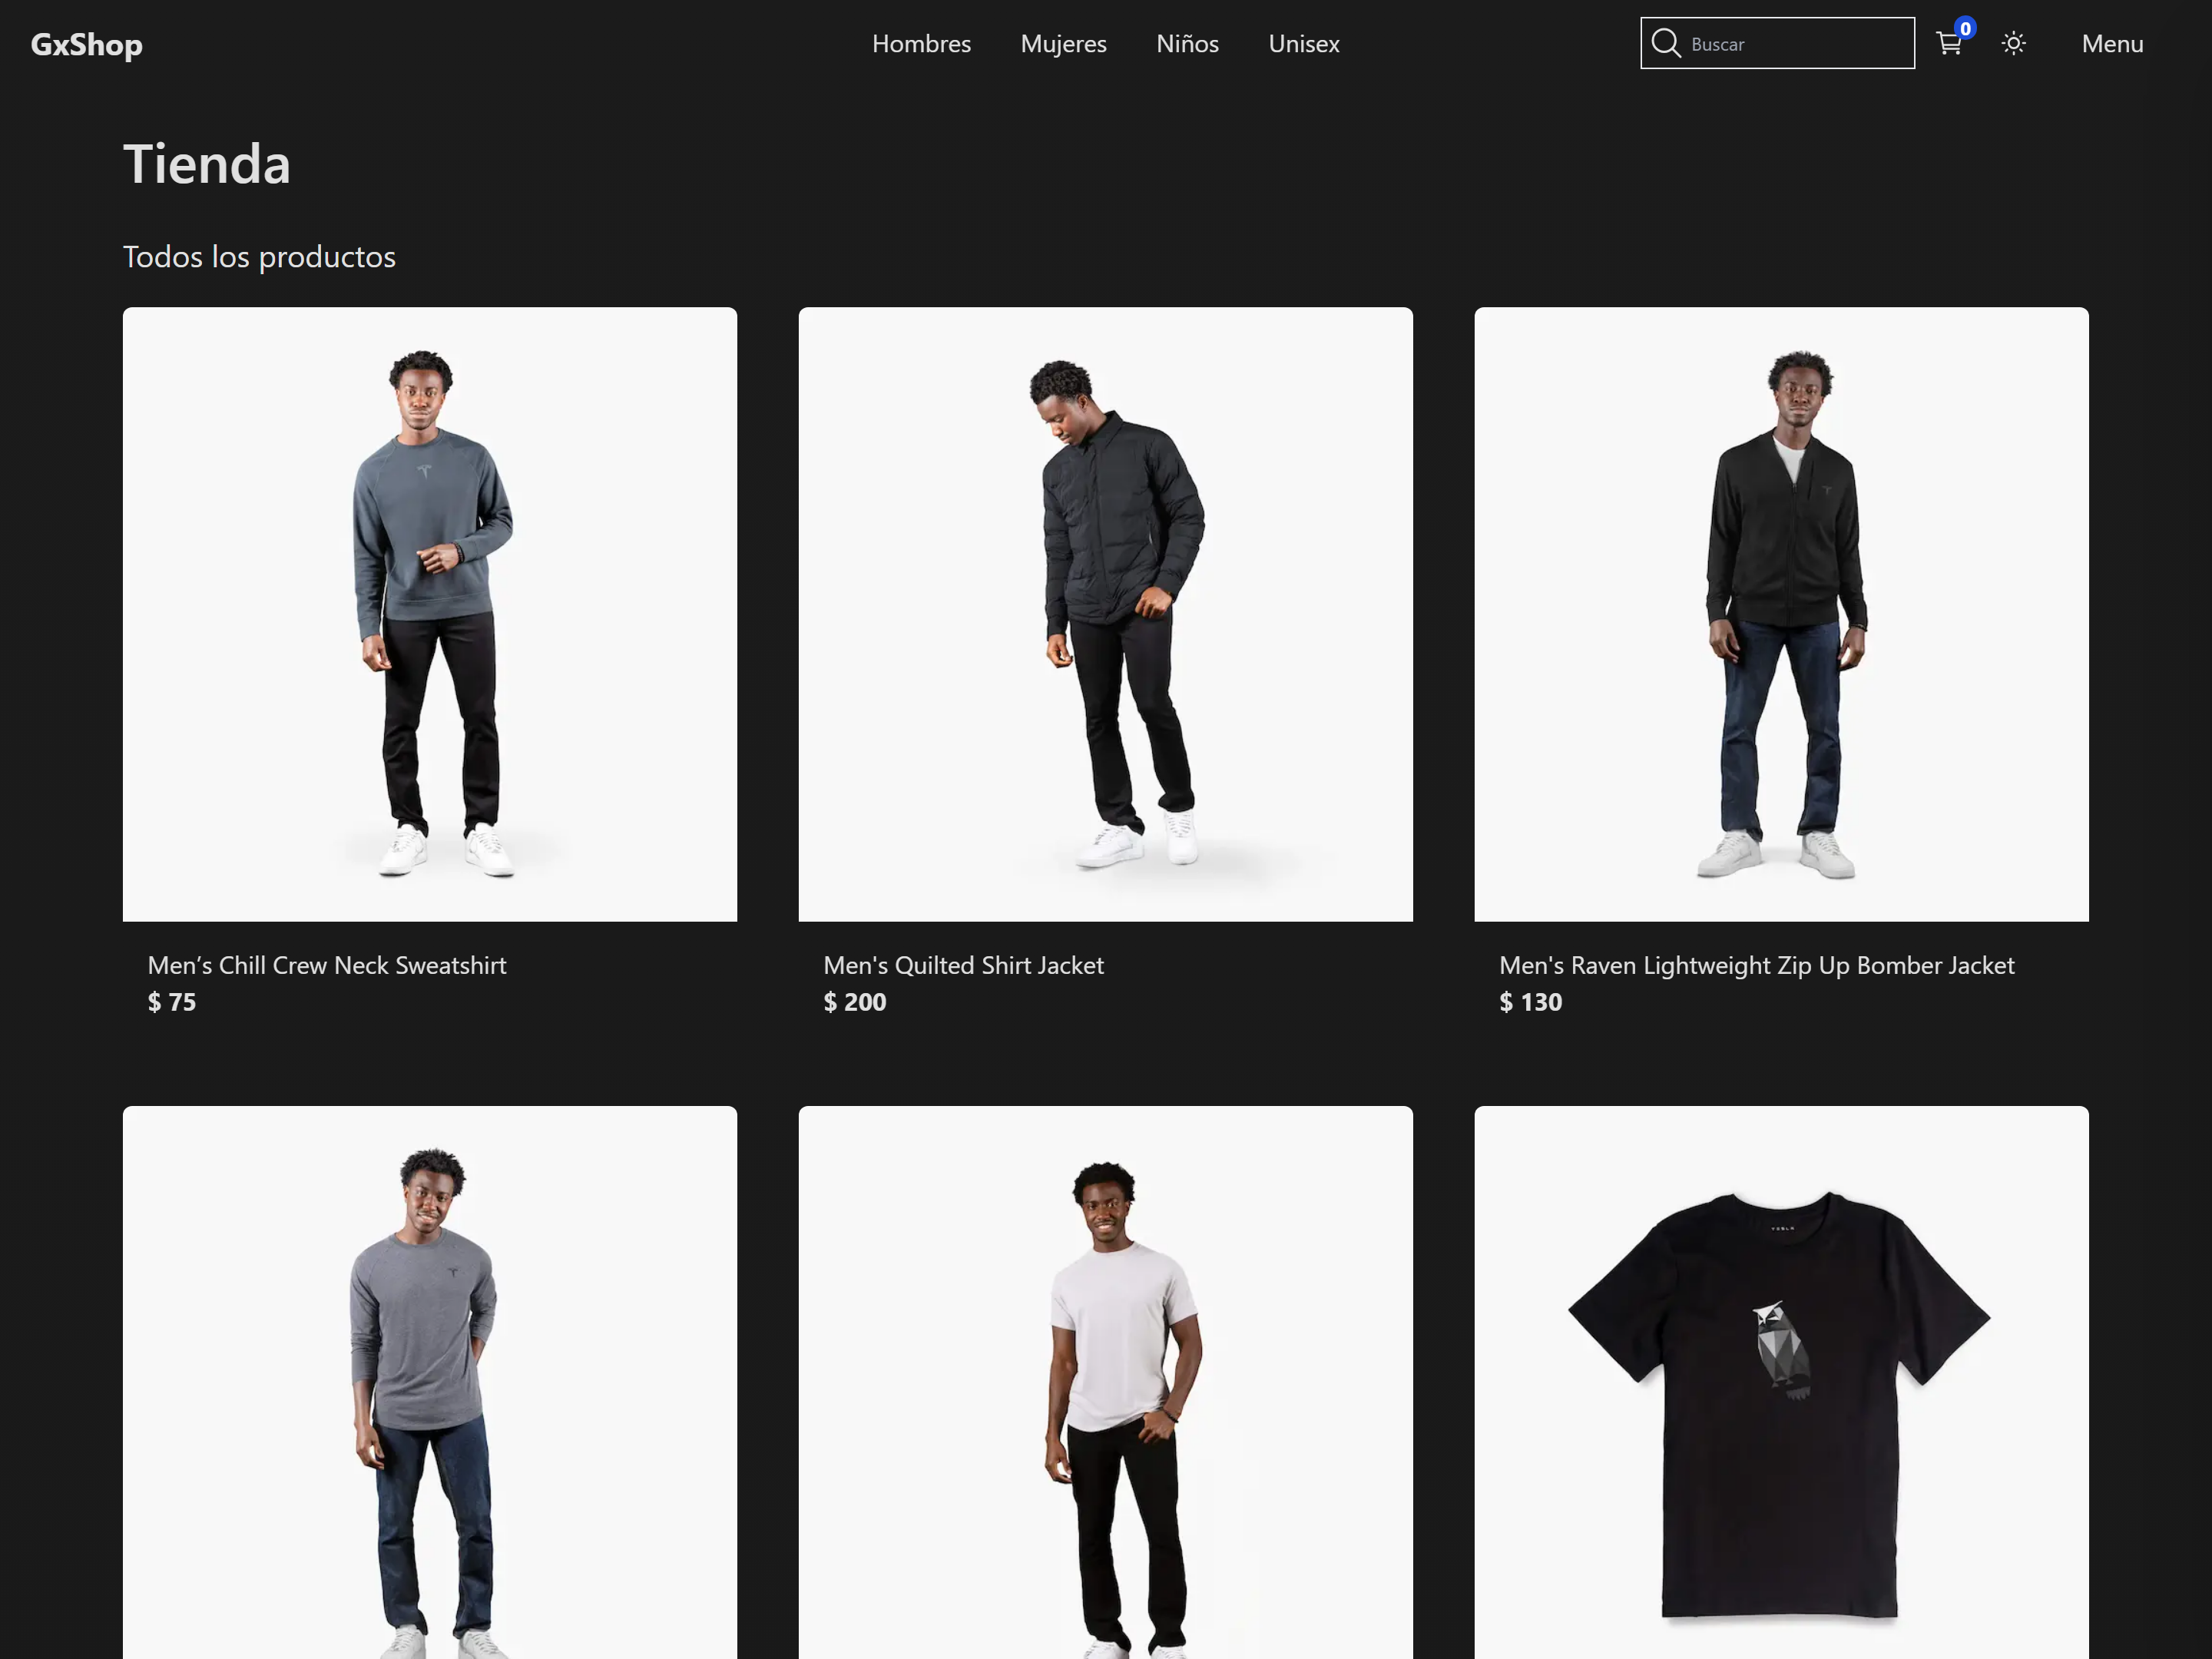 GxShop
Hombres
Mujeres
Niños
Unisex
Buscar
0
Menu
Tienda
Todos los productos
Men’s Chill Crew Neck Sweatshirt
$ 75
Men's Quilted Shirt Jacket
$ 200
Men's Raven Lightweight Zip Up Bomber Jacket
$ 130
TESLA